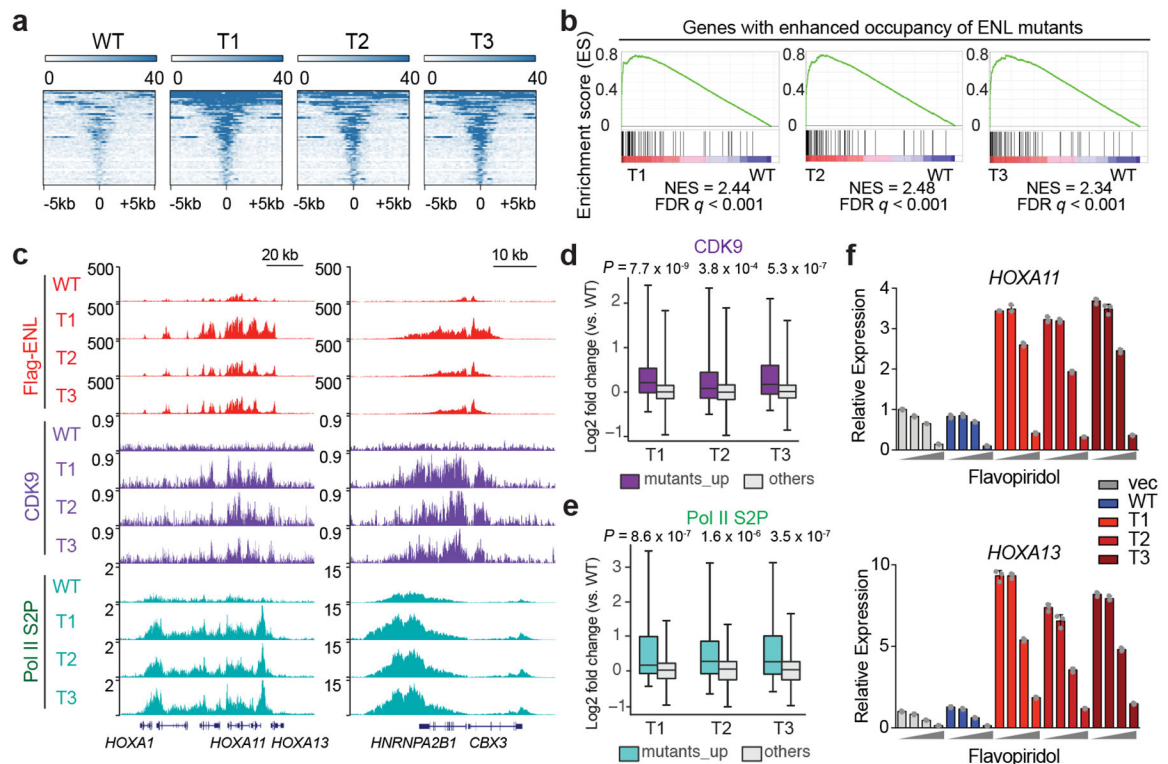 a
WT T1 T2 T3
0 40 0 40 0 40 0 40
-5kb 0 +5kb -5kb 0 +5kb -5kb 0 +5kb -5kb 0 +5kb
b
Genes with enhanced occupancy of ENL mutants
Enrichment score (ES)
0.8 0.8 0.8
0.4 0.4 0.4
0 0 0
T1 WT T2 WT T3 WT
NES = 2.44 NES = 2.48 NES = 2.34
FDR q < 0.001 FDR q < 0.001 FDR q < 0.001
c
20 kb 10 kb
Flag-ENL
500 WT 500
500 T1 500
500 T2 500
500 T3 500
CDK9
0.9 WT 0.9
0.9 T1 0.9
0.9 T2 0.9
0.9 T3 0.9
Pol II S2P
2 WT 15
2 T1 15
2 T2 15
2 T3 15
HOXA1 HOXA11 HOXA13 HNRNPA2B1 CBX3
d
CDK9
P = 7.7 x 10-9 3.8 x 10-4 5.3 x 10-7
Log2 fold change (vs. WT)
2
1
0
−1
T1 T2 T3
mutants_up others
e
Pol II S2P
P = 8.6 x 10-7 1.6 x 10-6 3.5 x 10-7
Log2 fold change (vs. WT)
3
2
1
0
−1
T1 T2 T3
mutants_up others
f
HOXA11
Relative Expression
4
3
2
1
0
Flavopiridol
vec
WT
T1
T2
T3
HOXA13
Relative Expression
10
5
0
Flavopiridol